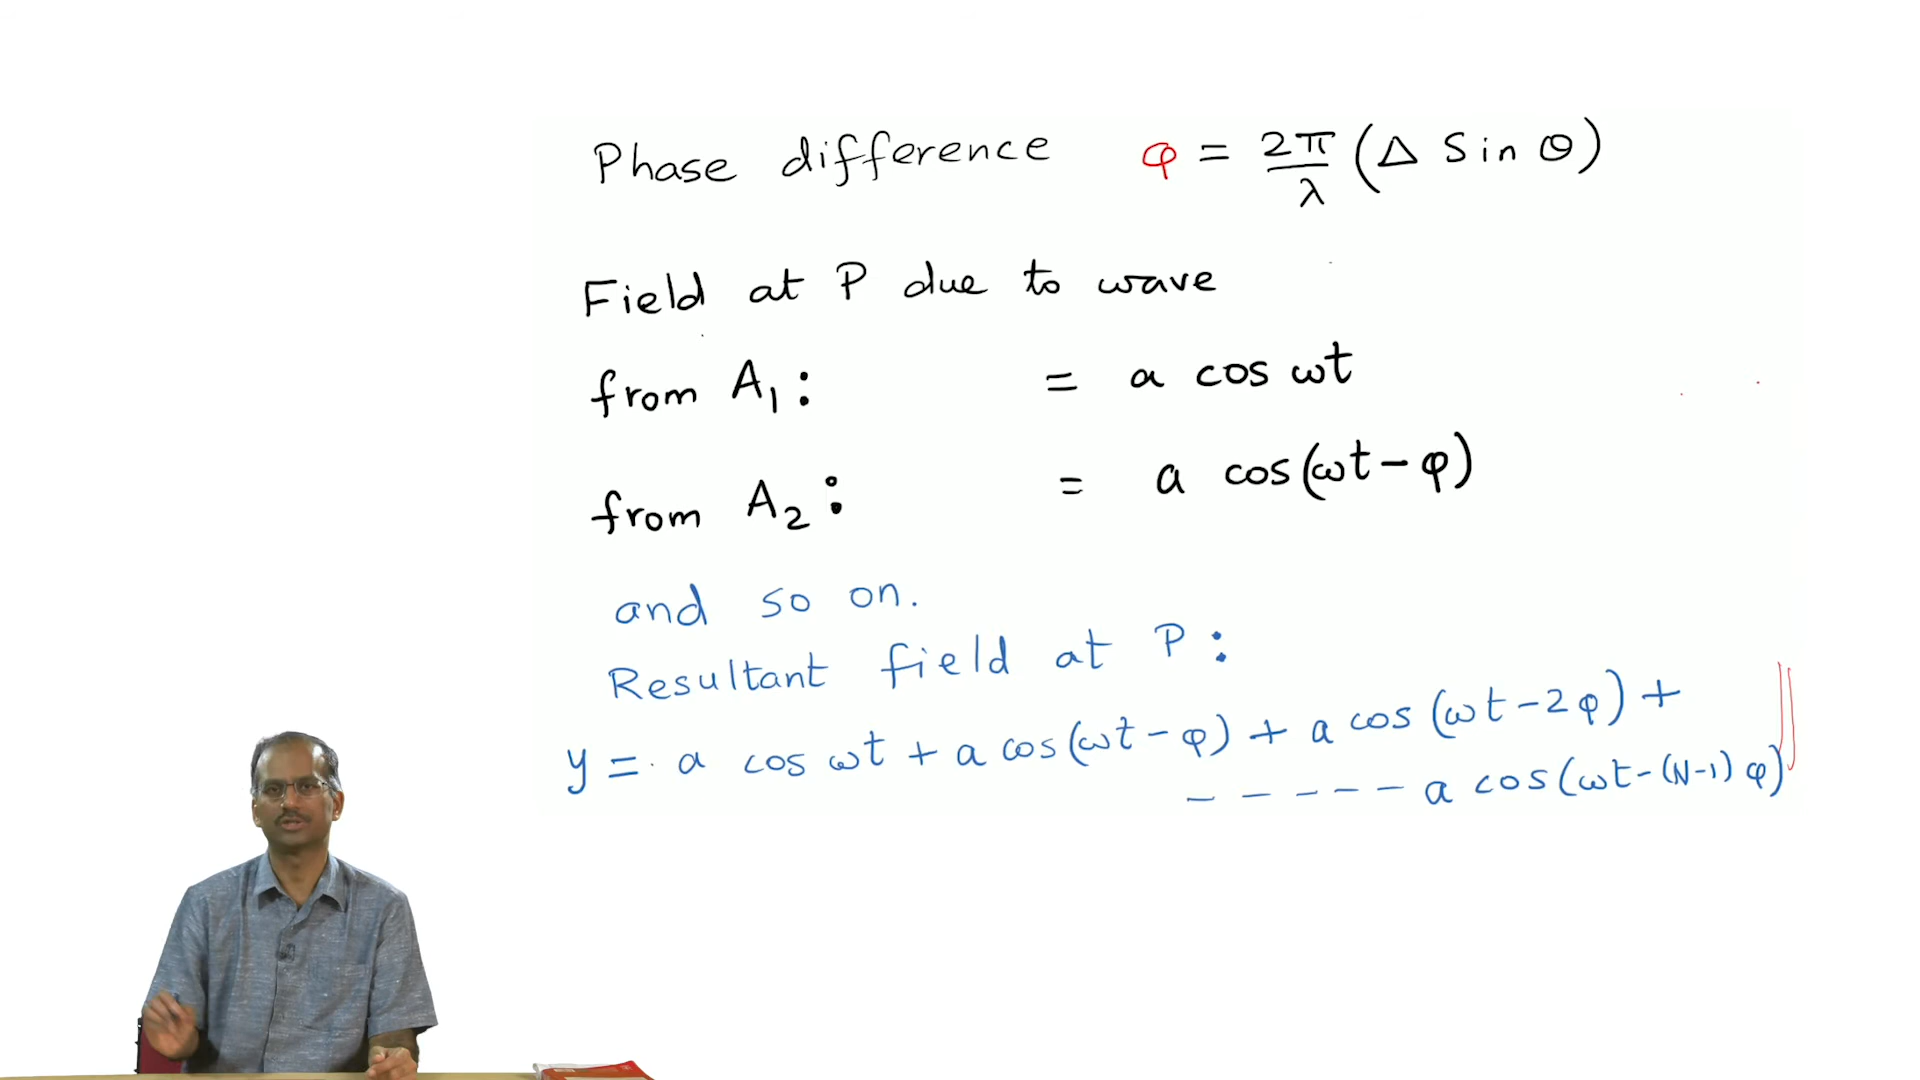 Phase difference φ = 2π/λ (Δ Sin θ)
Field at P due to wave
from A₁: = a cos ωt
from A₂: = a cos(ωt-φ)
and so on.
Resultant field at P:
y = a cos ωt + a cos(ωt-φ) + a cos(ωt-2φ) +
- - - - - a cos(ωt-(N-1)φ)